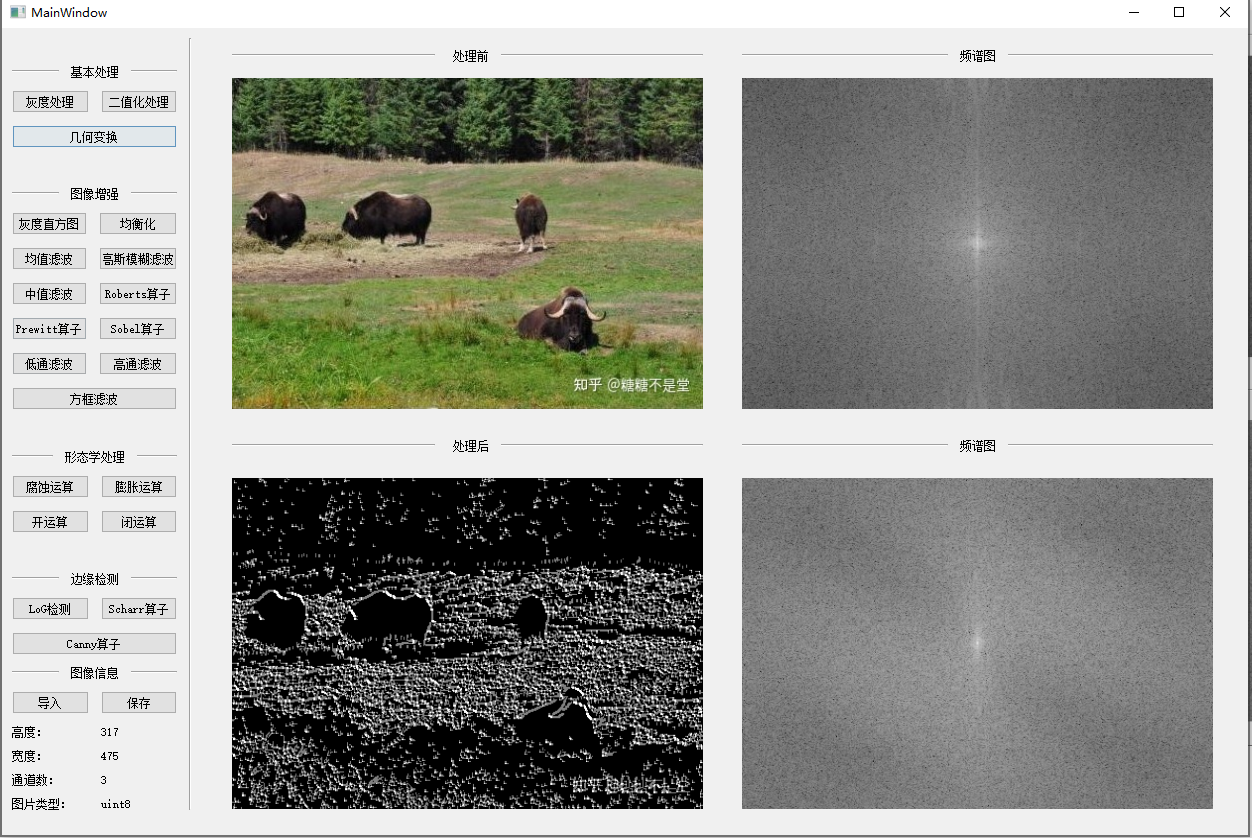 MainWindow
基本处理
灰度处理 二值化处理
几何变换
图像增强
灰度直方图 均衡化
均值滤波 高斯模糊滤波
中值滤波 Roberts算子
Prewitt算子 Sobel算子
低通滤波 高通滤波
方框滤波
形态学处理
腐蚀运算 膨胀运算
开运算 闭运算
边缘检测
LoG检测 Scharr算子
Canny算子
图像信息
导入 保存
高度: 317
宽度: 475
通道数: 3
图片类型: uint8
处理前
知乎 @糖糖不是堂
频谱图
处理后
频谱图